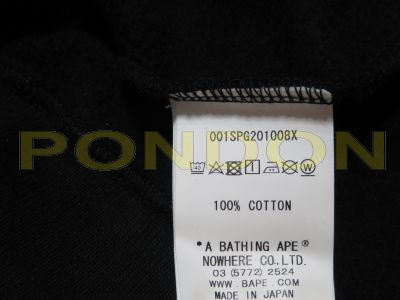 001SPG201008X
PONDON
100% COTTON
*A BATHING APE®
NOWHERE CO.,LTD.
03 (5772) 2524
WWW.BAPE.COM
MADE IN JAPAN